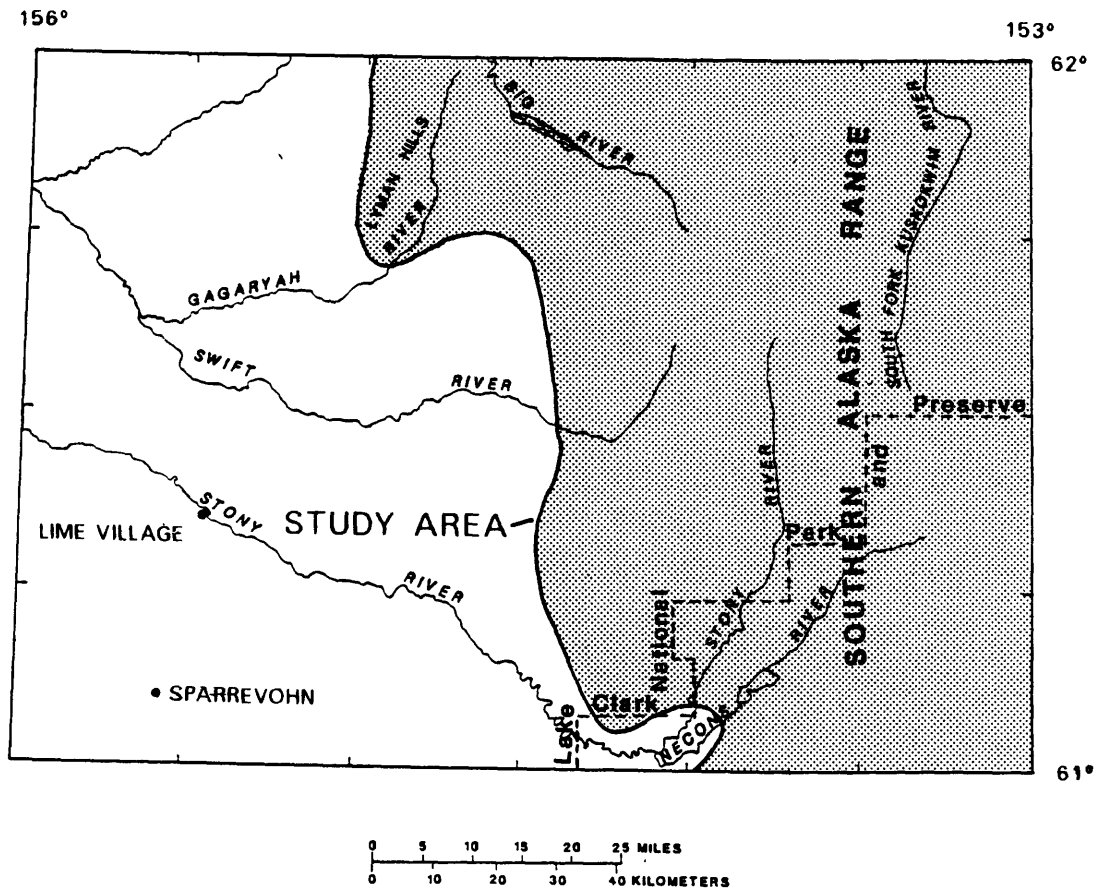 156°
153°
62°
BIG
RIVER
LYMAN HILLS
RIVER
GAGARYAH
SWIFT
RIVER
SOUTH FORK KUSKOKWIM RIVER
SOUTHERN ALASKA RANGE
Preserve
and
STONY
LIME VILLAGE
STUDY AREA
RIVER
RIVER
Park
National
STONY
RIVER
SPARREVOHN
Clark
Lake
NECONS
61°
0 5 10 15 20 25 MILES
0 10 20 30 40 KILOMETERS